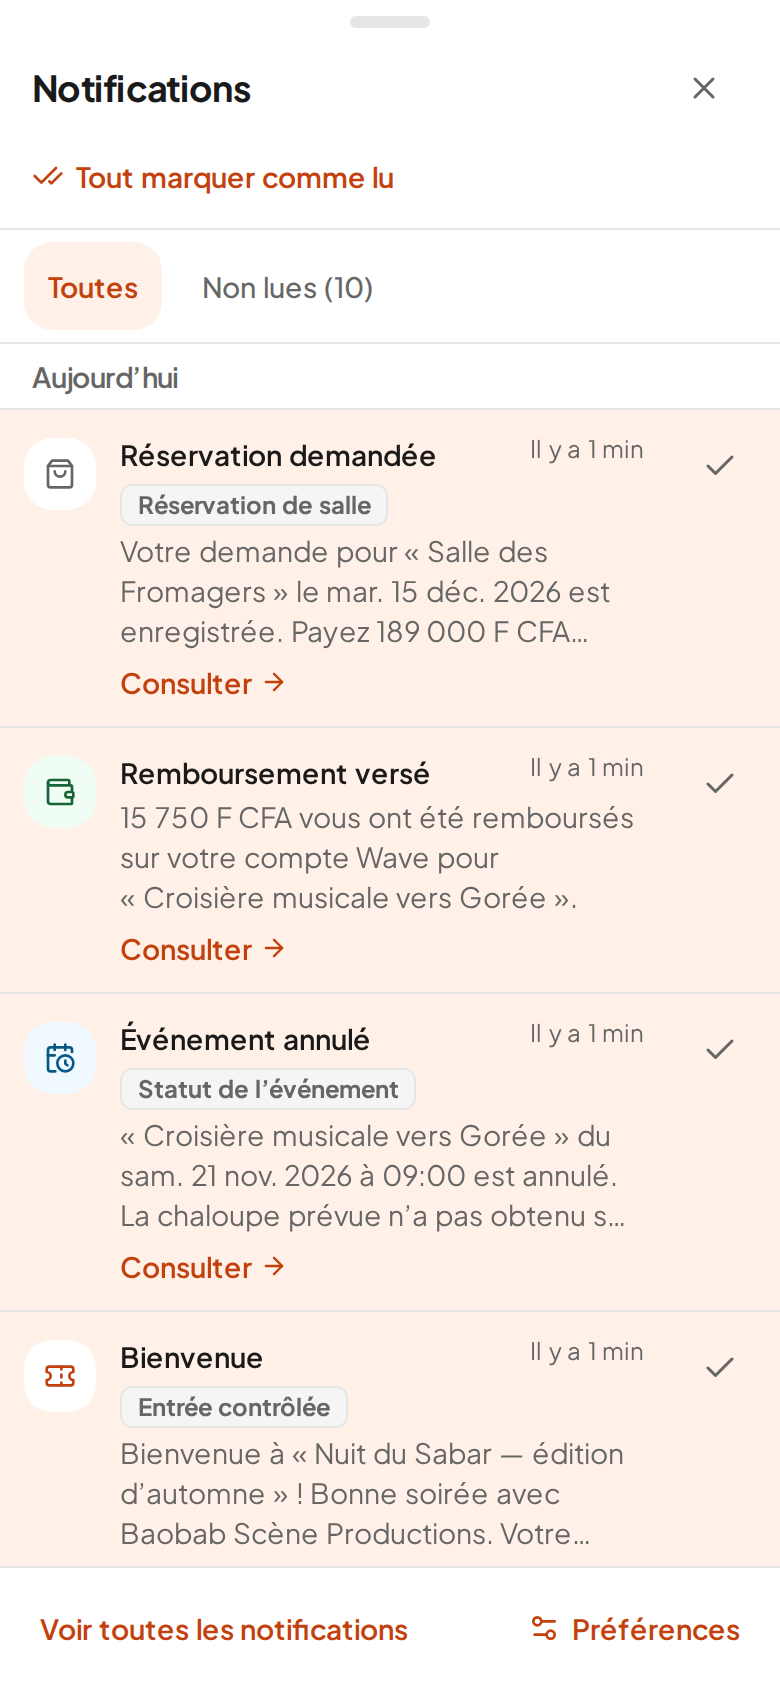 Notifications
Tout marquer comme lu
Toutes
Non lues (10)
Aujourd’hui
Réservation demandée
Il y a 1 min
Réservation de salle
Votre demande pour « Salle des
Fromagers » le mar. 15 déc. 2026 est
enregistrée. Payez 189 000 F CFA…
Consulter
Remboursement versé
Il y a 1 min
15 750 F CFA vous ont été remboursés
sur votre compte Wave pour
« Croisière musicale vers Gorée ».
Consulter
Événement annulé
Il y a 1 min
Statut de l’événement
« Croisière musicale vers Gorée » du
sam. 21 nov. 2026 à 09:00 est annulé.
La chaloupe prévue n’a pas obtenu s…
Consulter
Bienvenue
Il y a 1 min
Entrée contrôlée
Bienvenue à « Nuit du Sabar — édition
d’automne » ! Bonne soirée avec
Baobab Scène Productions. Votre…
Voir toutes les notifications
Préférences